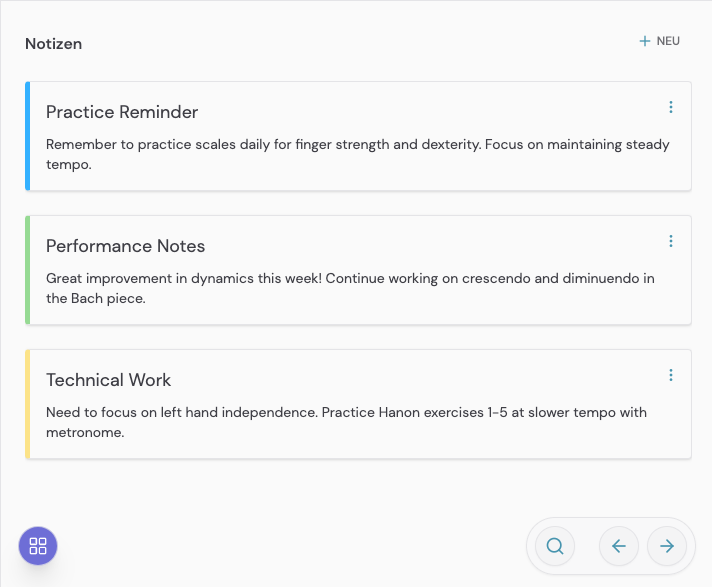 Notizen
NEU
Practice Reminder
Remember to practice scales daily for finger strength and dexterity. Focus on maintaining steady
tempo.
Performance Notes
Great improvement in dynamics this week! Continue working on crescendo and diminuendo in
the Bach piece.
Technical Work
Need to focus on left hand independence. Practice Hanon exercises 1-5 at slower tempo with
metronome.